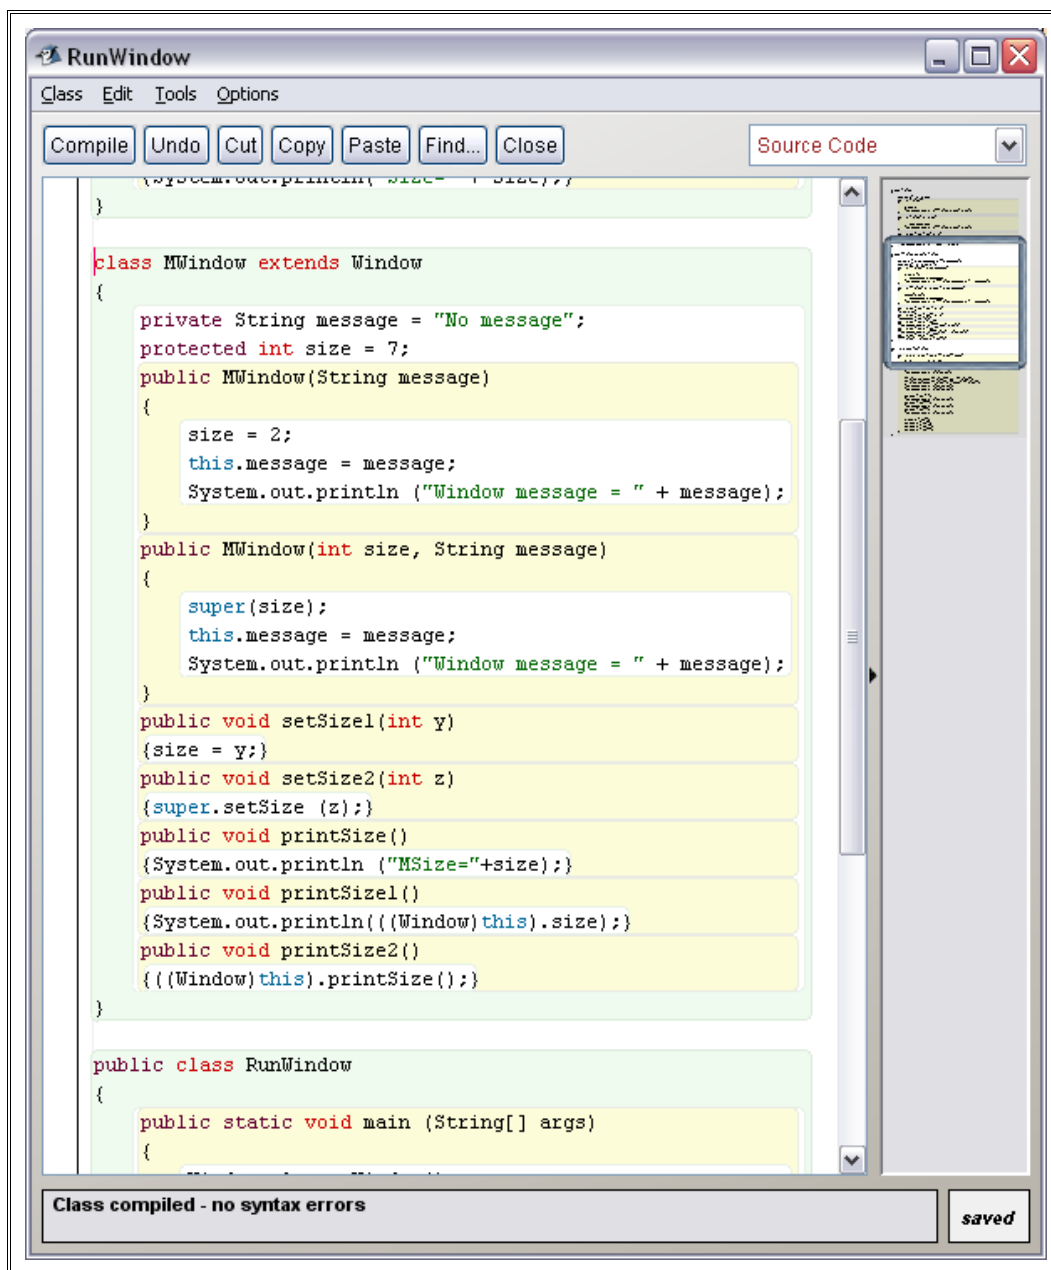 RunWindow
Class Edit Tools Options
Compile Undo Cut Copy Paste Find... Close Source Code
{System.out.println("Size=" + size);}
}
class MWindow extends Window
{
private String message = "No message";
protected int size = 7;
public MWindow(String message)
{
size = 2;
this.message = message;
System.out.println ("Window message = " + message);
}
public MWindow(int size, String message)
{
super(size);
this.message = message;
System.out.println ("Window message = " + message);
}
public void setSize1(int y)
{size = y;}
public void setSize2(int z)
{super.setSize (z);}
public void printSize()
{System.out.println ("MSize="+size);}
public void printSize1()
{System.out.println(((Window)this).size);}
public void printSize2()
{((Window)this).printSize();}
}
public class RunWindow
{
public static void main (String[] args)
{
Class compiled - no syntax errors
saved